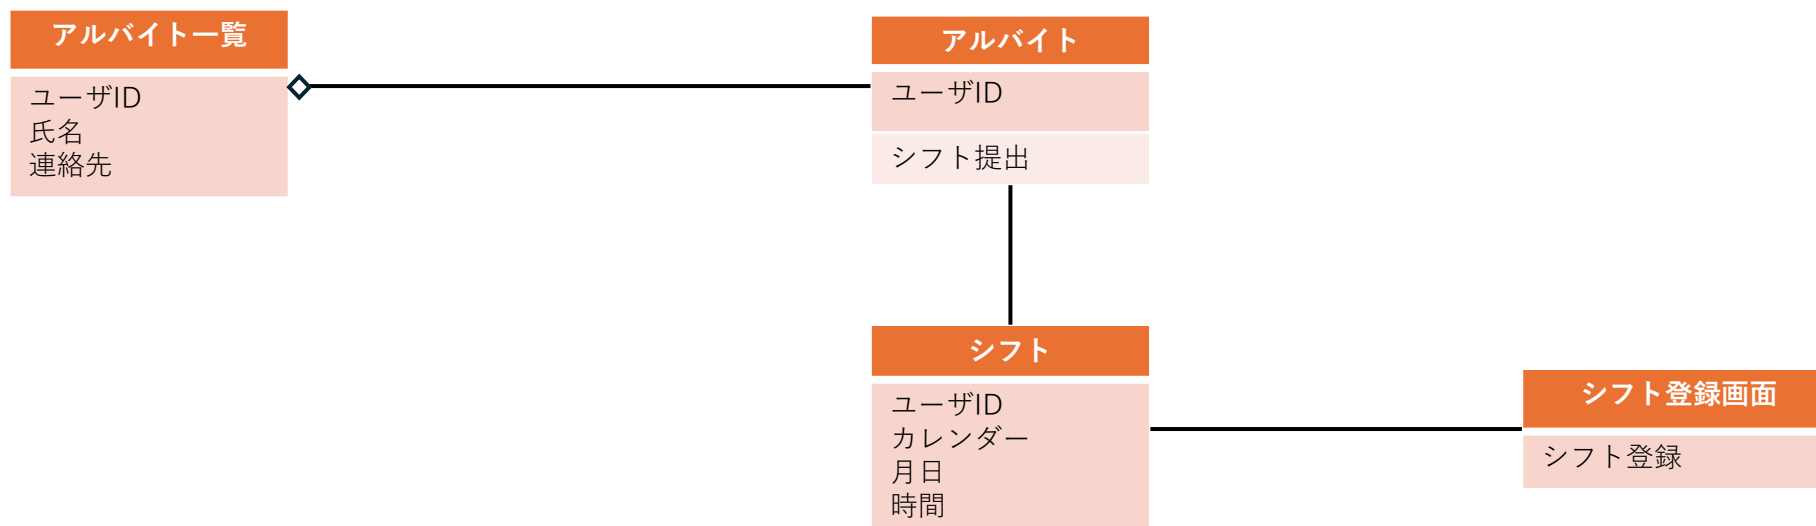 アルバイト一覧
ユーザID
氏名
連絡先
アルバイト
ユーザID
シフト提出
シフト
ユーザID
カレンダー
月日
時間
シフト登録画面
シフト登録